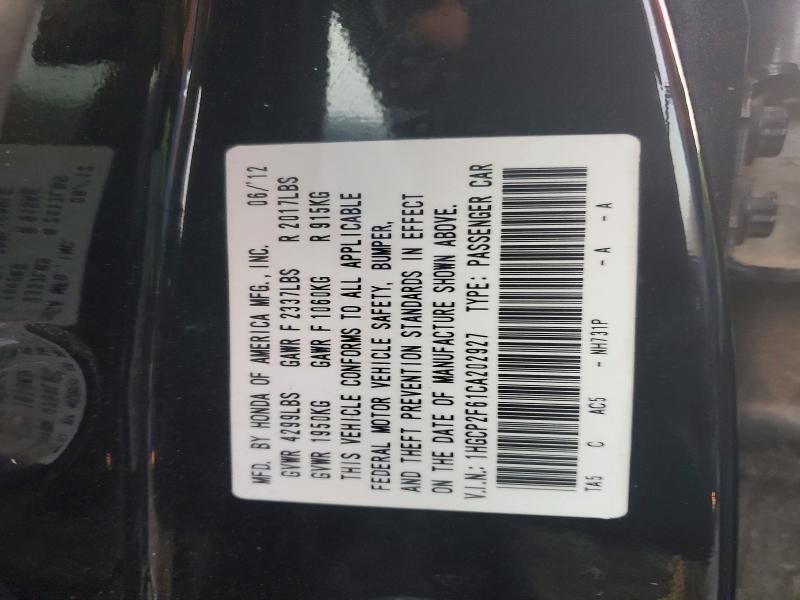 MFD. BY HONDA OF AMERICA MFG., INC. 06/'12
GVWR 4299LBS GAWR F 2337LBS R 2017LBS
GVWR 1950KG GAWR F 1060KG R 915KG
THIS VEHICLE CONFORMS TO ALL APPLICABLE
FEDERAL MOTOR VEHICLE SAFETY, BUMPER,
AND THEFT PREVENTION STANDARDS IN EFFECT
ON THE DATE OF MANUFACTURE SHOWN ABOVE.
V.I.N.: 1HGCP2F61CA202927 TYPE: PASSENGER CAR
TA5 C AC5 - NH731P - A - A